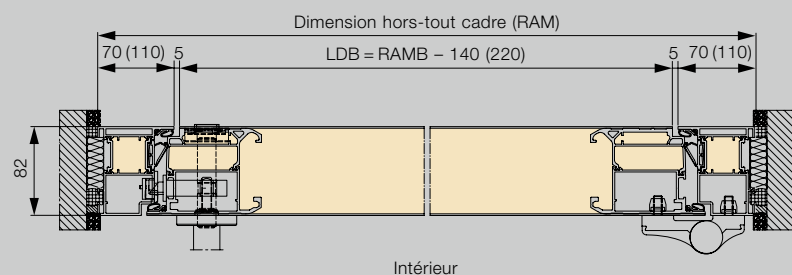 Dimension hors-tout cadre (RAM)
70 (110) 5 LDB = RAMB – 140 (220) 5 70 (110)
82
Intérieur